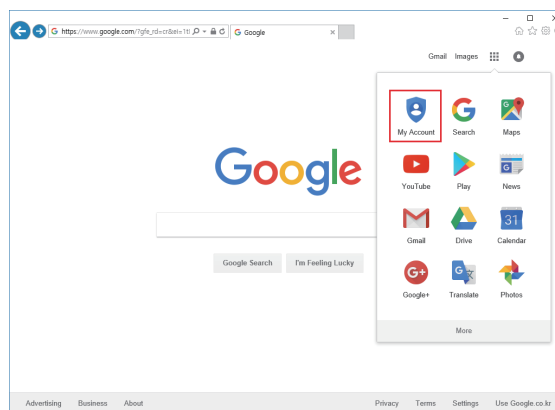 https://www.google.com/?gfe_rd=cr&ei=1tl
G Google
Gmail Images
My Account Search Maps
YouTube Play News
Gmail Drive Calendar
31
Google+ Translate Photos
More
Google
Google Search I'm Feeling Lucky
Advertising Business About Privacy Terms Settings Use Google.co.kr